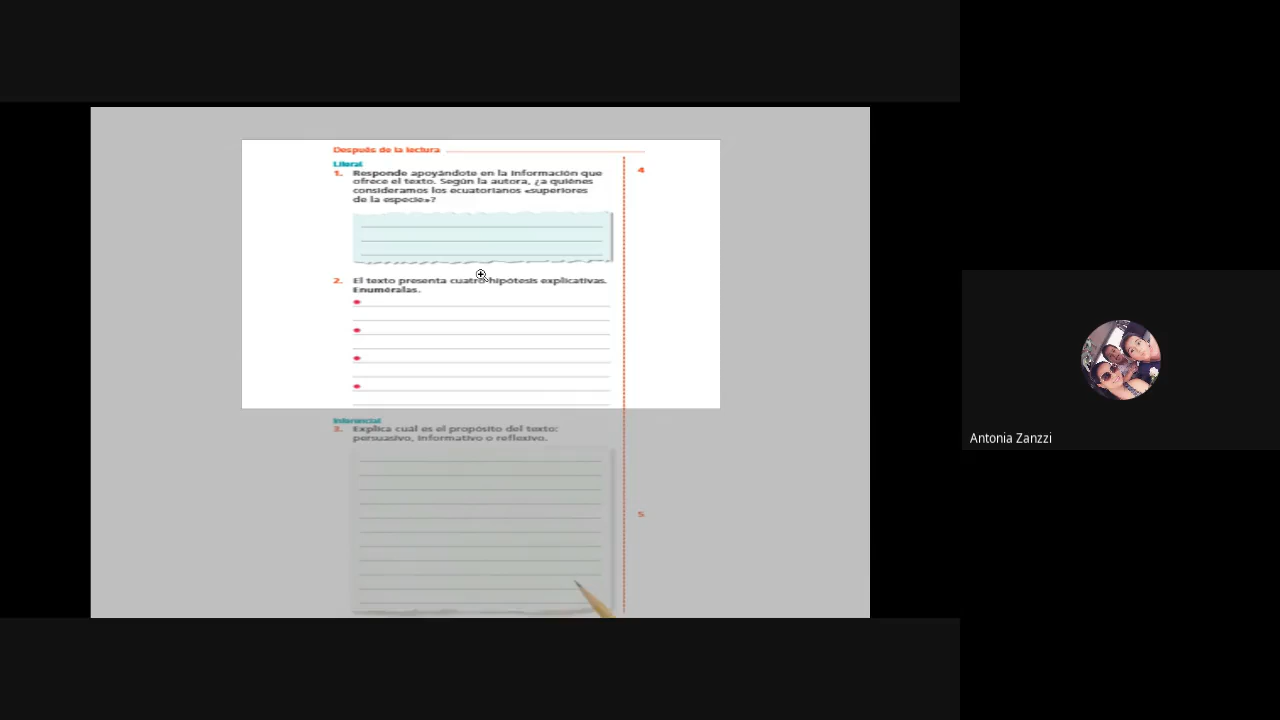 Después de la lectura
Literal
1. Responde apoyándote en la información que
ofrece el texto. Según la autora, ¿a quiénes
consideramos los ecuatorianos «superiores
de la especie»?
2. El texto presenta cuatro hipótesis explicativas.
Enuméralas.
Inferencial
3. Explica cuál es el propósito del texto:
persuasivo, informativo o reflexivo.
4
5.
Antonia Zanzzi